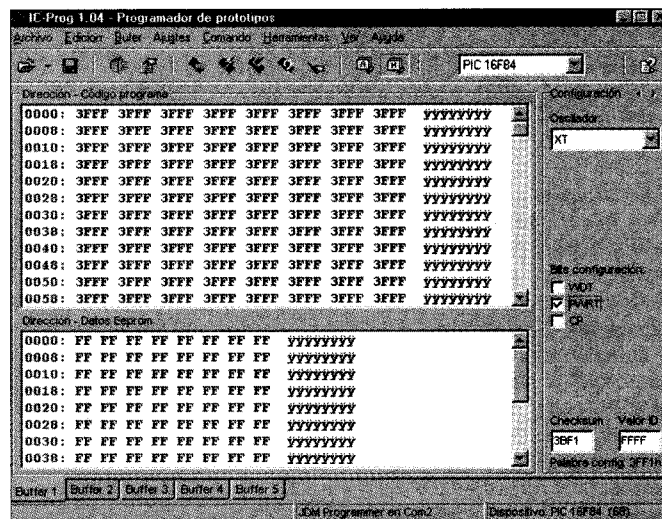 IC-Prog 1.04 - Programador de prototipos
Archivo Edicion Bufer Ajustes Comando Herramientas Ver Ayuda
PIC 16F84
Dirección - Código programa
0000: 3FFF 3FFF 3FFF 3FFF 3FFF 3FFF 3FFF 3FFF ÿÿÿÿÿÿÿÿ
0008: 3FFF 3FFF 3FFF 3FFF 3FFF 3FFF 3FFF 3FFF ÿÿÿÿÿÿÿÿ
0010: 3FFF 3FFF 3FFF 3FFF 3FFF 3FFF 3FFF 3FFF ÿÿÿÿÿÿÿÿ
0018: 3FFF 3FFF 3FFF 3FFF 3FFF 3FFF 3FFF 3FFF ÿÿÿÿÿÿÿÿ
0020: 3FFF 3FFF 3FFF 3FFF 3FFF 3FFF 3FFF 3FFF ÿÿÿÿÿÿÿÿ
0028: 3FFF 3FFF 3FFF 3FFF 3FFF 3FFF 3FFF 3FFF ÿÿÿÿÿÿÿÿ
0030: 3FFF 3FFF 3FFF 3FFF 3FFF 3FFF 3FFF 3FFF ÿÿÿÿÿÿÿÿ
0038: 3FFF 3FFF 3FFF 3FFF 3FFF 3FFF 3FFF 3FFF ÿÿÿÿÿÿÿÿ
0040: 3FFF 3FFF 3FFF 3FFF 3FFF 3FFF 3FFF 3FFF ÿÿÿÿÿÿÿÿ
0048: 3FFF 3FFF 3FFF 3FFF 3FFF 3FFF 3FFF 3FFF ÿÿÿÿÿÿÿÿ
0050: 3FFF 3FFF 3FFF 3FFF 3FFF 3FFF 3FFF 3FFF ÿÿÿÿÿÿÿÿ
0058: 3FFF 3FFF 3FFF 3FFF 3FFF 3FFF 3FFF 3FFF ÿÿÿÿÿÿÿÿ
Dirección - Datos Eeprom
0000: FF FF FF FF FF FF FF FF ÿÿÿÿÿÿÿÿ
0008: FF FF FF FF FF FF FF FF ÿÿÿÿÿÿÿÿ
0010: FF FF FF FF FF FF FF FF ÿÿÿÿÿÿÿÿ
0018: FF FF FF FF FF FF FF FF ÿÿÿÿÿÿÿÿ
0020: FF FF FF FF FF FF FF FF ÿÿÿÿÿÿÿÿ
0028: FF FF FF FF FF FF FF FF ÿÿÿÿÿÿÿÿ
0030: FF FF FF FF FF FF FF FF ÿÿÿÿÿÿÿÿ
0038: FF FF FF FF FF FF FF FF ÿÿÿÿÿÿÿÿ
Configuración
Oscilador:
XT
Bits configuración:
WDT
PWRT
CP
Checksum Valor ID
3BF1 FFFF
Palabra config: 3FF1h
Buffer 1 Buffer 2 Buffer 3 Buffer 4 Buffer 5
JDM Programmer en Com2 Dispositivo: PIC 16F84 (68)